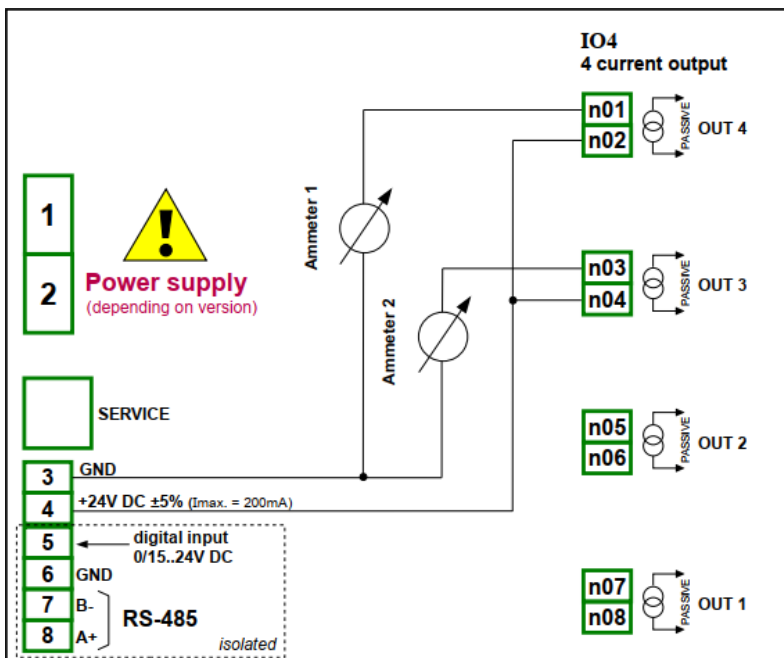 IO4
4 current output
n01
n02
PASSIVE
OUT 4
Ammeter 1
1
2
!
Power supply
(depending on version)
n03
n04
PASSIVE
OUT 3
Ammeter 2
SERVICE
n05
n06
PASSIVE
OUT 2
3
GND
4
+24V DC ±5% (Imax. = 200mA)
5
digital input
0/15..24V DC
6
GND
7
B-
8
A+
RS-485
isolated
n07
n08
PASSIVE
OUT 1